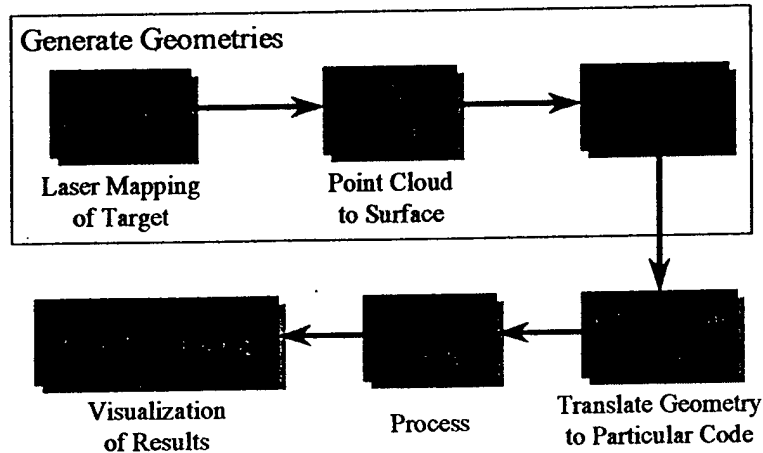 Generate Geometries
Laser Mapping
of Target
Point Cloud
to Surface
Translate Geometry
to Particular Code
Process
Visualization
of Results